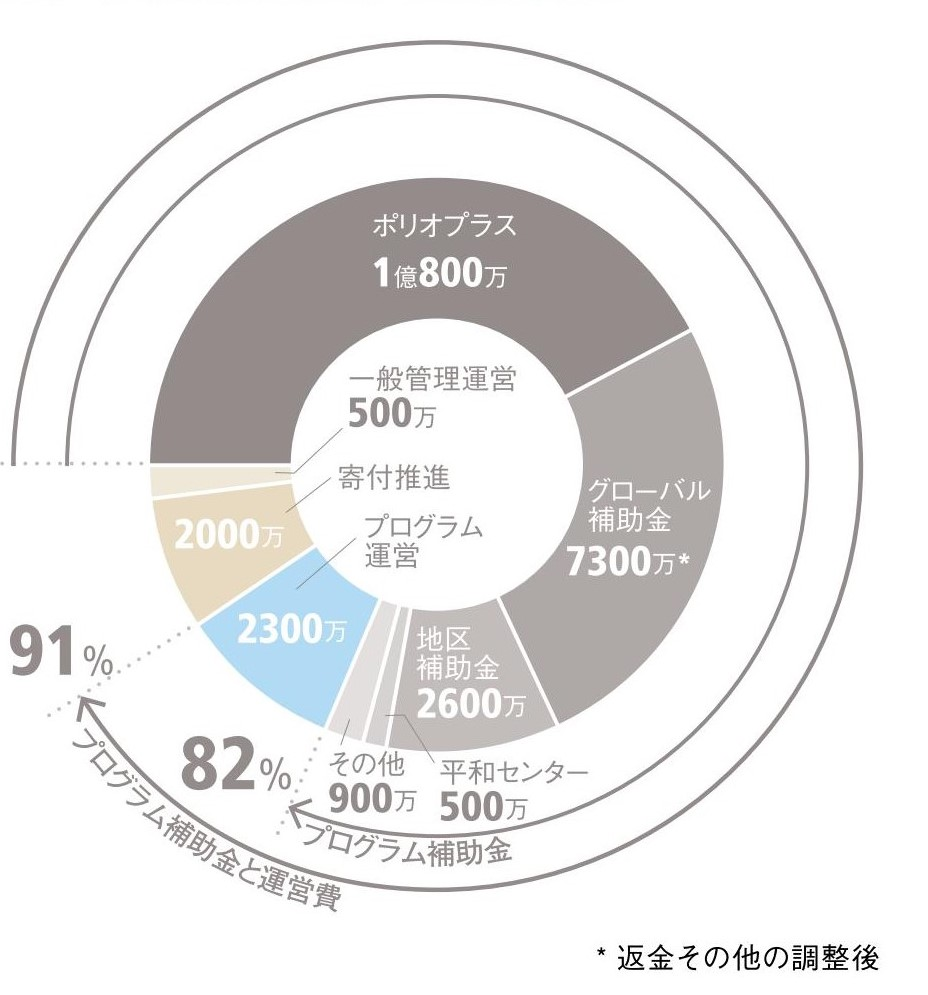 ポリオプラス
1億800万
一般管理運営
500万
寄付推進
2000万
プログラム
運営
2300万
グローバル
補助金
7300万*
地区
補助金
2600万
その他
900万
平和センター
500万
91%
82%
プログラム補助金と運営費
プログラム補助金
* 返金その他の調整後